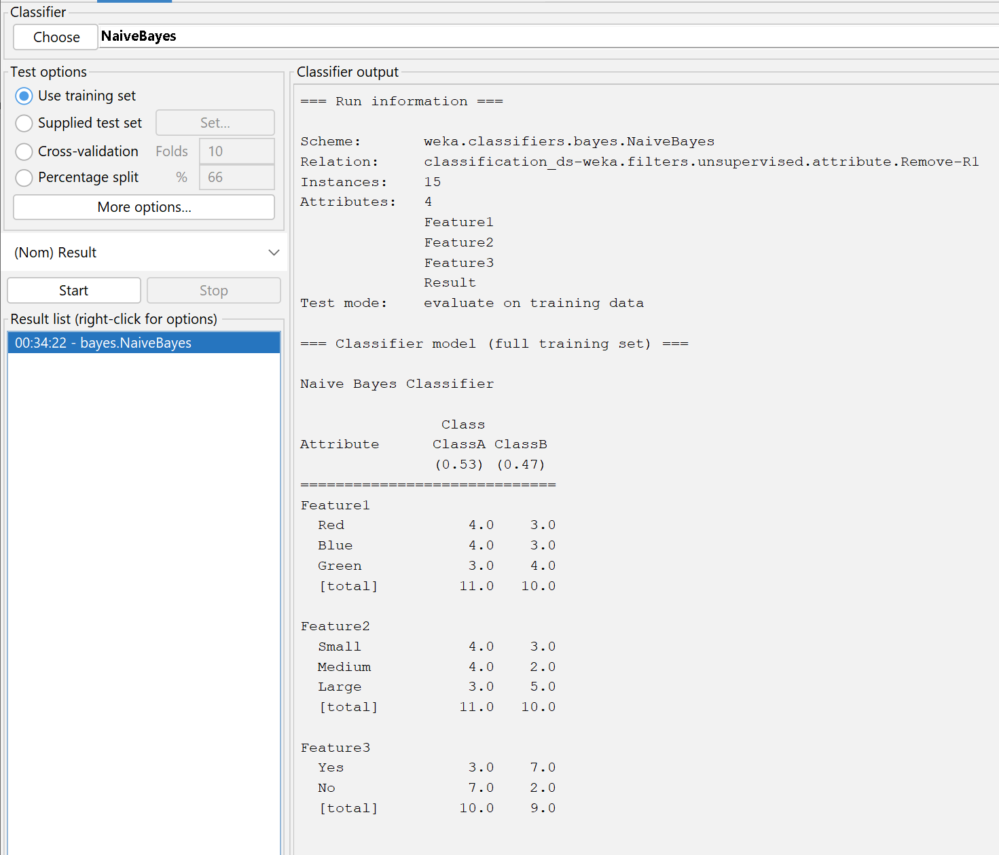 Classifier
Choose NaiveBayes
Test options
Use training set
Supplied test set Set...
Cross-validation Folds 10
Percentage split % 66
More options...
(Nom) Result
Start Stop
Result list (right-click for options)
00:34:22 - bayes.NaiveBayes
Classifier output
=== Run information ===
Scheme: weka.classifiers.bayes.NaiveBayes
Relation: classification_ds-weka.filters.unsupervised.attribute.Remove-R1
Instances: 15
Attributes: 4
Feature1
Feature2
Feature3
Result
Test mode: evaluate on training data
=== Classifier model (full training set) ===
Naive Bayes Classifier
Class
Attribute ClassA ClassB
(0.53) (0.47)
=============================
Feature1
Red 4.0 3.0
Blue 4.0 3.0
Green 3.0 4.0
[total] 11.0 10.0
Feature2
Small 4.0 3.0
Medium 4.0 2.0
Large 3.0 5.0
[total] 11.0 10.0
Feature3
Yes 3.0 7.0
No 7.0 2.0
[total] 10.0 9.0